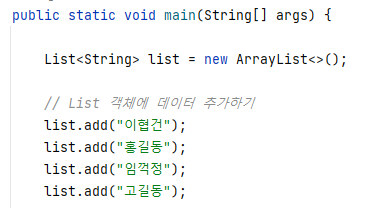 public static void main(String[] args) {
List<String> list = new ArrayList<>();
// List 객체에 데이터 추가하기
list.add("이협건");
list.add("홍길동");
list.add("임꺽정");
list.add("고길동");